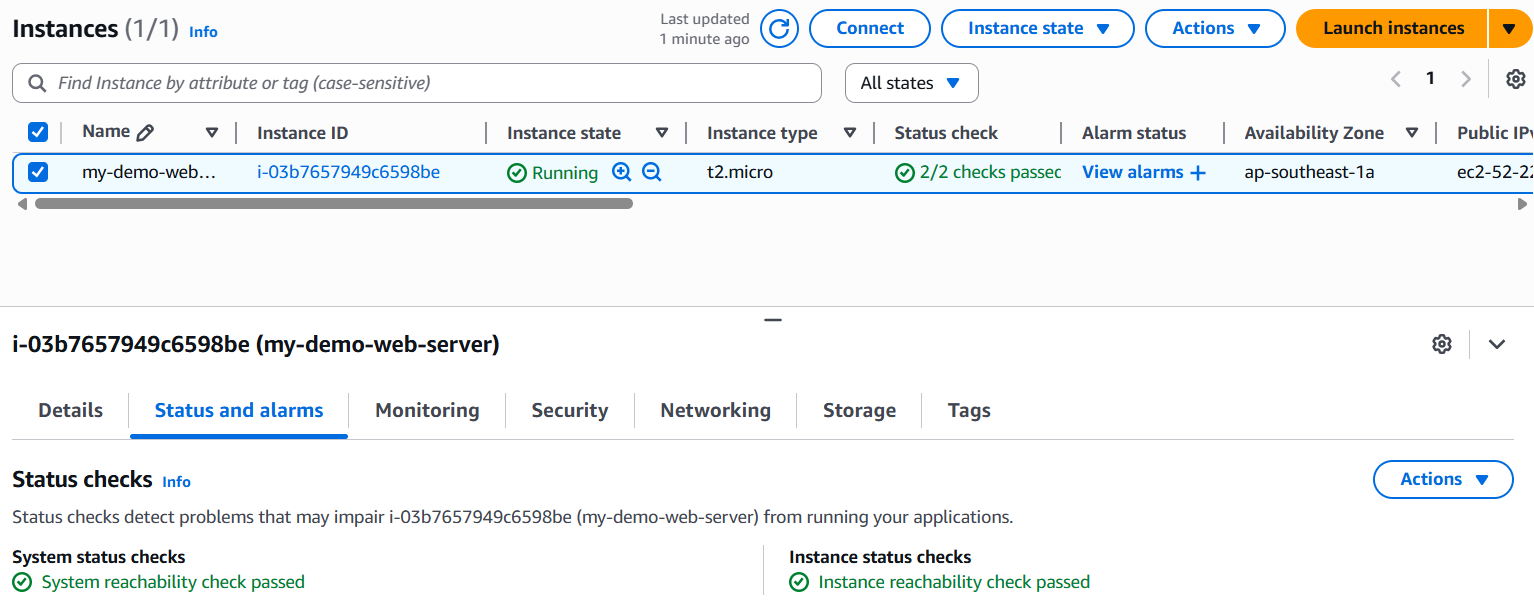 Instances (1/1) Info
Last updated
1 minute ago
Connect
Instance state
Actions
Launch instances
Find Instance by attribute or tag (case-sensitive)
All states
1
Name Instance ID Instance state Instance type Status check Alarm status Availability Zone Public IPv
my-demo-web... i-03b7657949c6598be Running t2.micro 2/2 checks passed View alarms + ap-southeast-1a ec2-52-22
i-03b7657949c6598be (my-demo-web-server)
Details Status and alarms Monitoring Security Networking Storage Tags
Status checks Info
Actions
Status checks detect problems that may impair i-03b7657949c6598be (my-demo-web-server) from running your applications.
System status checks
System reachability check passed
Instance status checks
Instance reachability check passed